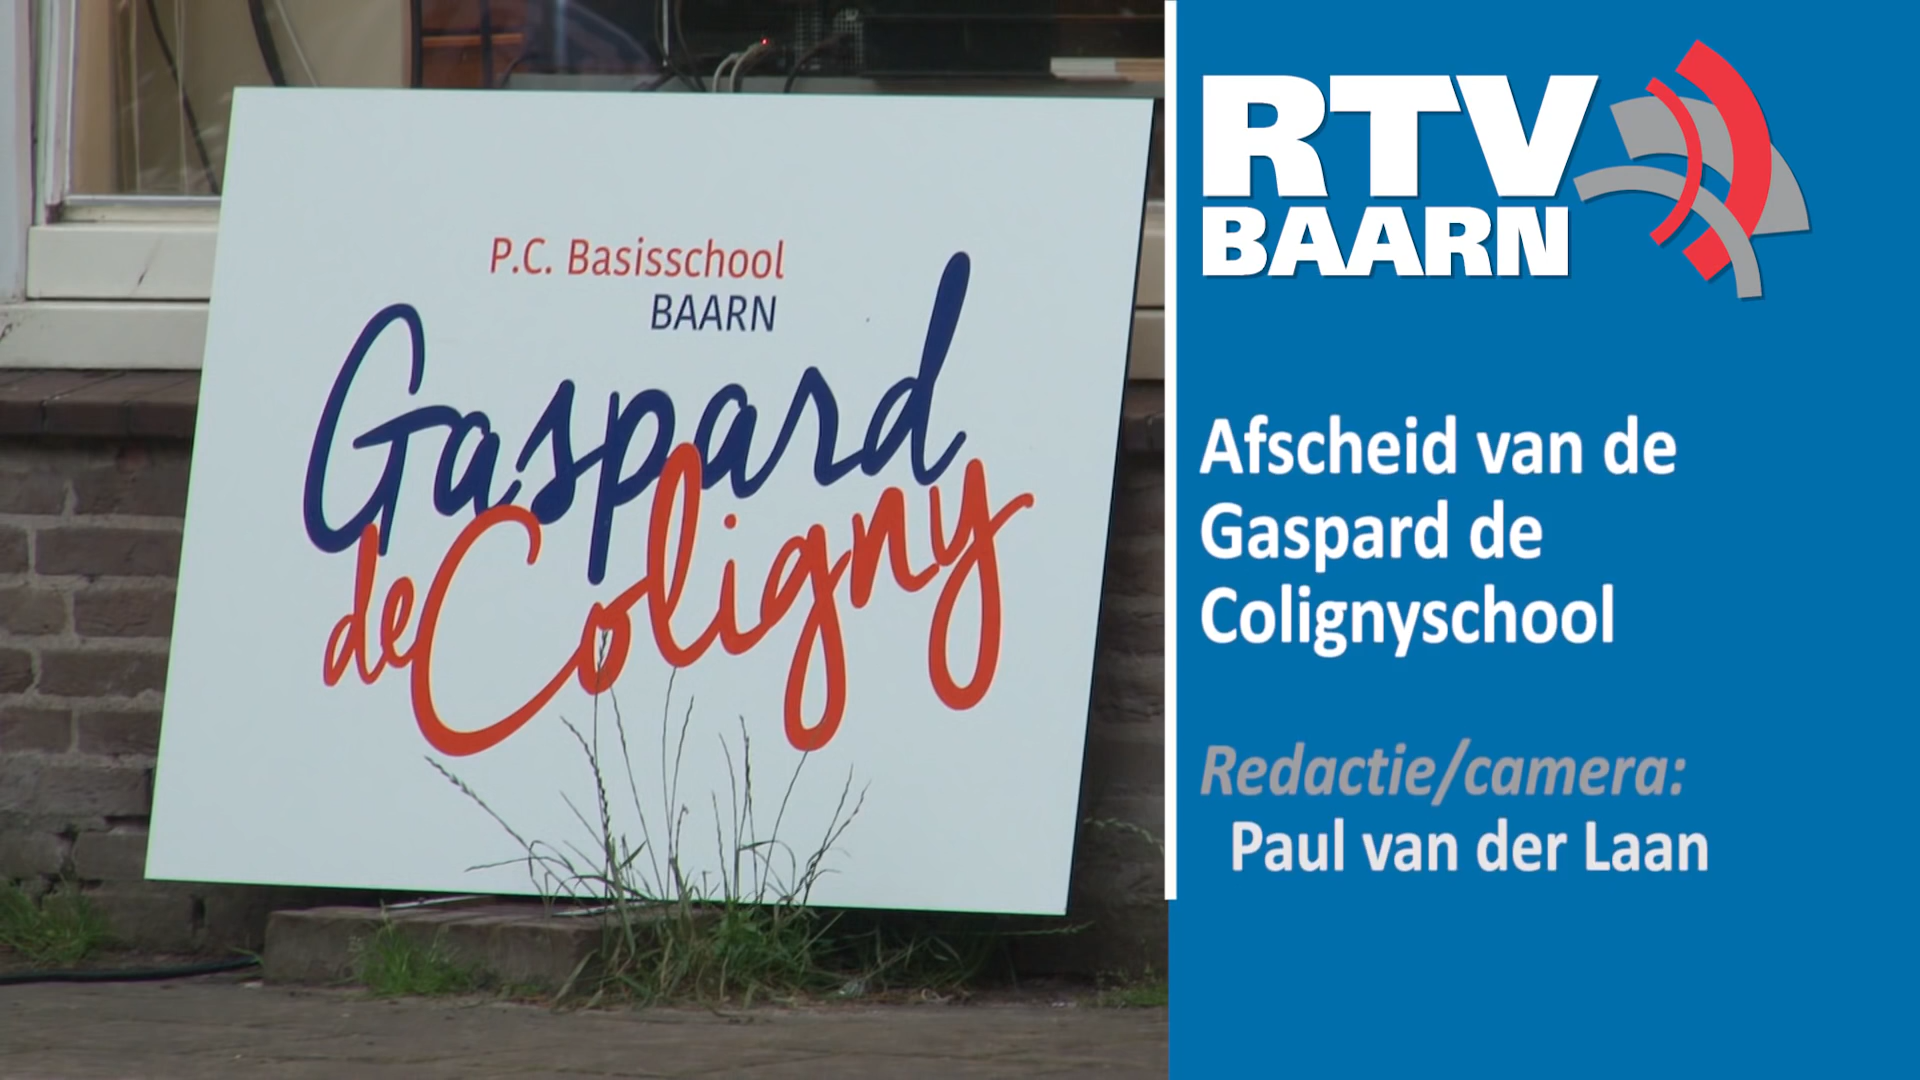 P.C. Basisschool
BAARN
Gaspard
de Coligny
RTV
BAARN
Afscheid van de
Gaspard de
Colignyschool
Redactie/camera:
Paul van der Laan